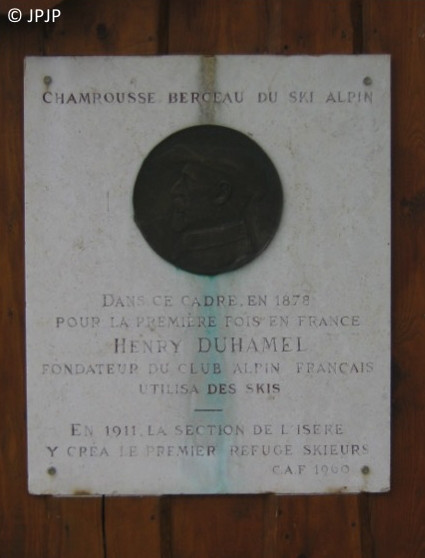 © JPJP
CHAMROUSSE BERCEAU DU SKI ALPIN
DANS CE CADRE, EN 1878
POUR LA PREMIÈRE FOIS EN FRANCE
HENRY DUHAMEL
FONDATEUR DU CLUB ALPIN FRANÇAIS
UTILISA DES SKIS
EN 1911, LA SECTION DE L'ISERE
Y CRÉA LE PREMIER REFUGE SKIEURS
C.A.F 1960